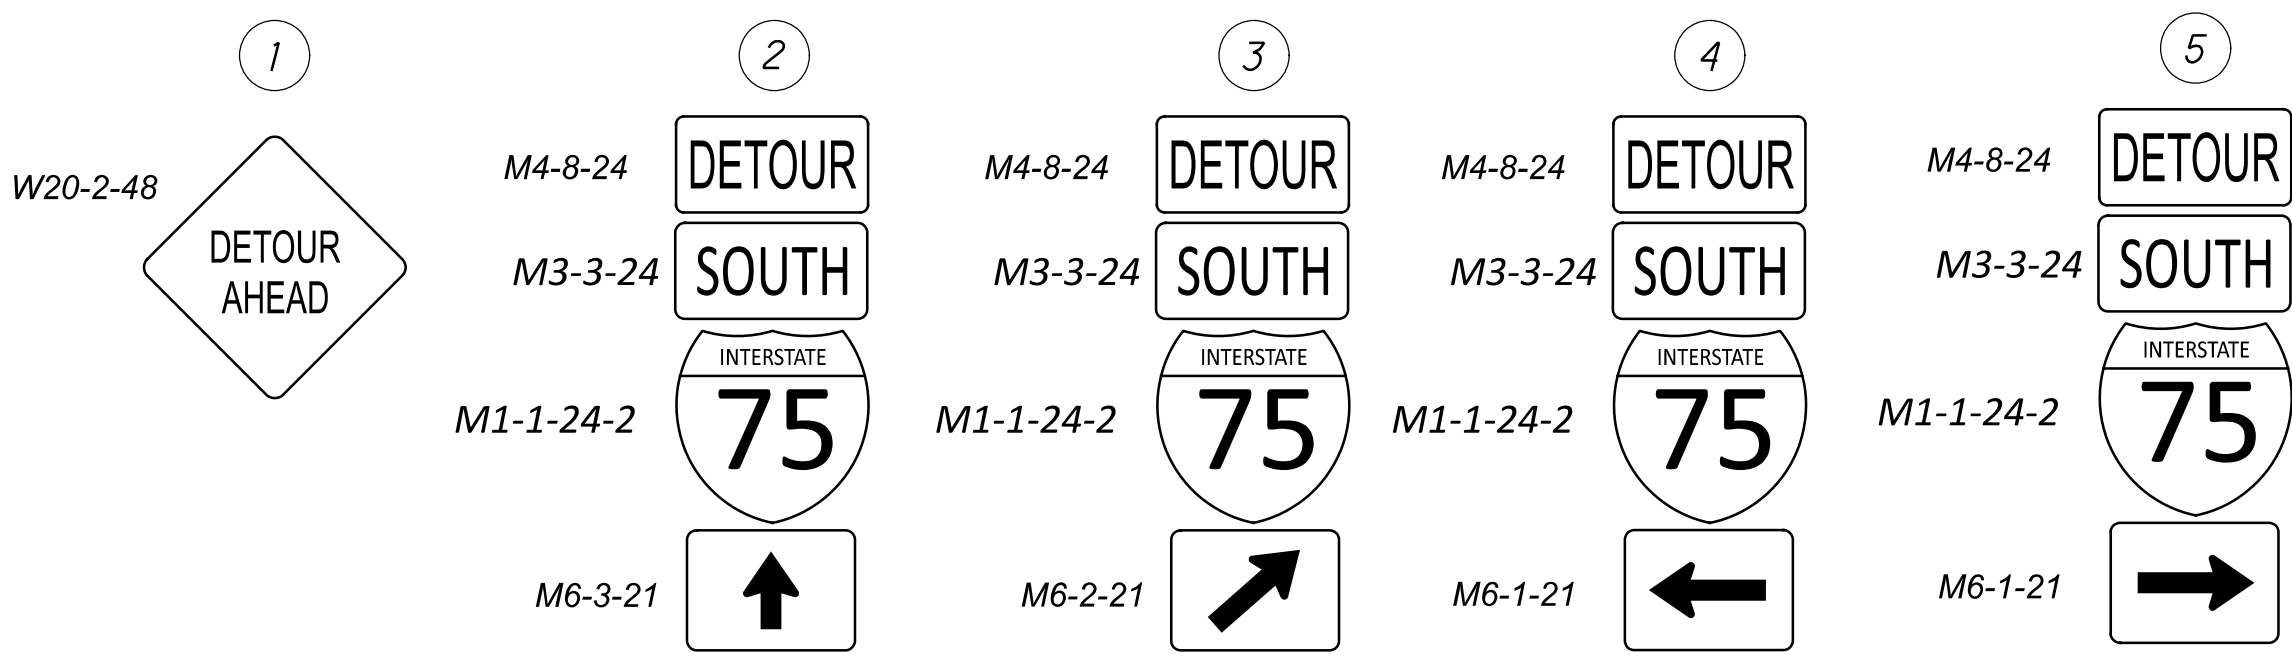 1
W20-2-48
DETOUR
AHEAD
2
M4-8-24
DETOUR
M3-3-24
SOUTH
M1-1-24-2
INTERSTATE
75
M6-3-21
3
M4-8-24
DETOUR
M3-3-24
SOUTH
M1-1-24-2
INTERSTATE
75
M6-2-21
4
M4-8-24
DETOUR
M3-3-24
SOUTH
M1-1-24-2
INTERSTATE
75
M6-1-21
5
M4-8-24
DETOUR
M3-3-24
SOUTH
M1-1-24-2
INTERSTATE
75
M6-1-21